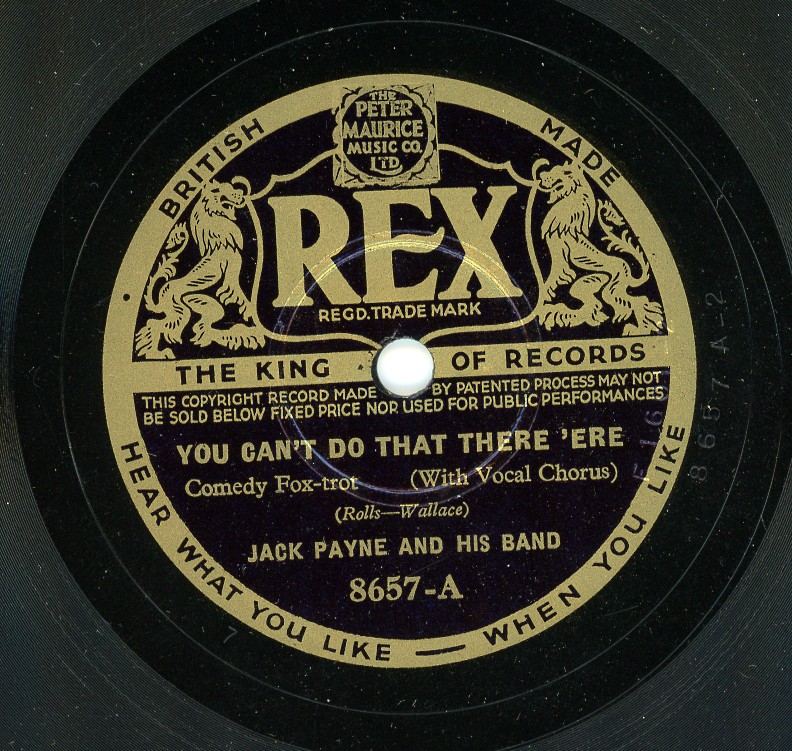 THE
PETER
MAURICE
MUSIC CO.
LTD.
BRITISH MADE
REX
REGD. TRADE MARK
THE KING OF RECORDS
THIS COPYRIGHT RECORD MADE BY PATENTED PROCESS MAY NOT
BE SOLD BELOW FIXED PRICE NOR USED FOR PUBLIC PERFORMANCES
YOU CAN'T DO THAT THERE 'ERE
Comedy Fox-trot (With Vocal Chorus)
(Rolls—Wallace)
JACK PAYNE AND HIS BAND
8657-A
HEAR WHAT YOU LIKE — WHEN YOU LIKE
8657A-2